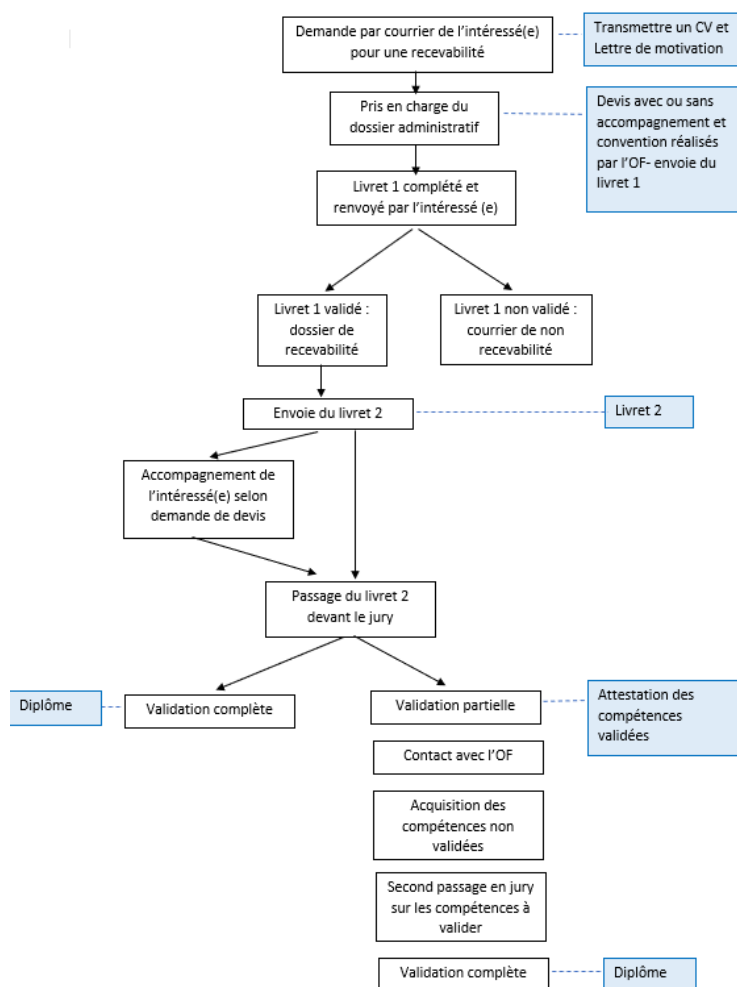 Demande par courrier de l'intéressé(e)
pour une recevabilité
Transmettre un CV et
Lettre de motivation
Pris en charge du
dossier administratif
Devis avec ou sans
accompagnement et
convention réalisés
par l'OF- envoie du
livret 1
Livret 1 complété et
renvoyé par l'intéressé (e)
Livret 1 validé :
dossier de
recevabilité
Livret 1 non validé :
courrier de non
recevabilité
Envoie du livret 2
Livret 2
Accompagnement de
l'intéressé(e) selon
demande de devis
Passage du livret 2
devant le jury
Diplôme
Validation complète
Validation partielle
Attestation des
compétences
validées
Contact avec l'OF
Acquisition des
compétences non
validées
Second passage en jury
sur les compétences à
valider
Validation complète
Diplôme